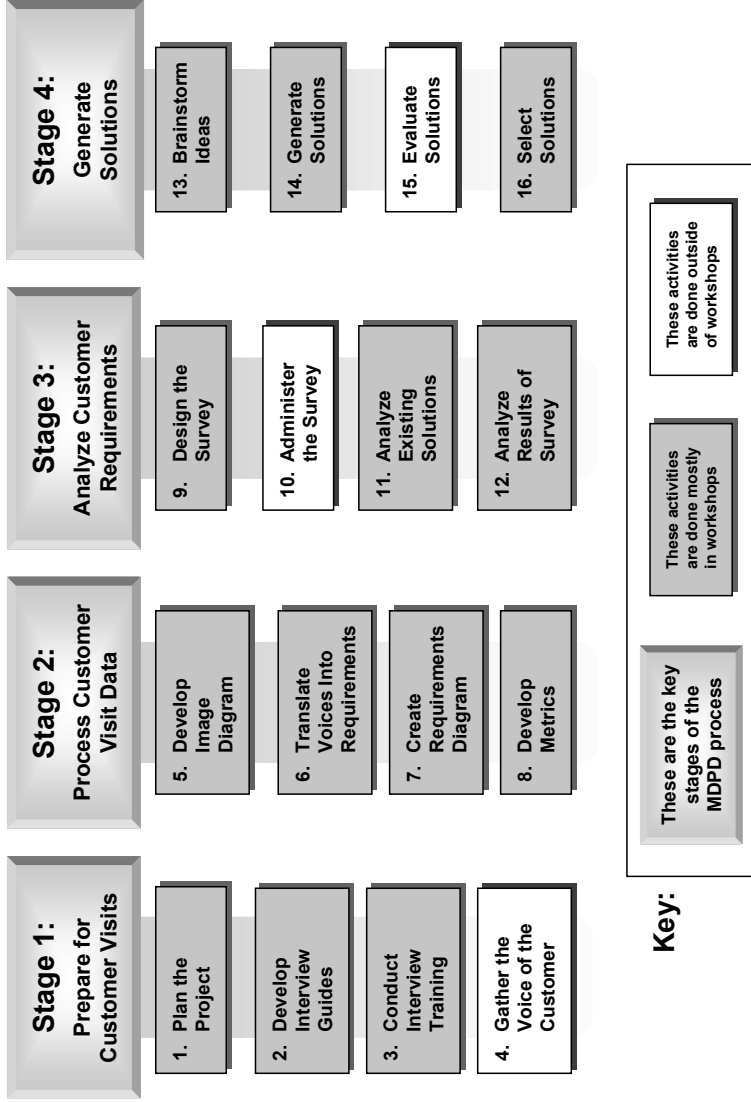 Stage 1:
Prepare for
Customer Visits
1. Plan the
Project
2. Develop
Interview
Guides
3. Conduct
Interview
Training
4. Gather the
Voice of the
Customer
Stage 2:
Process Customer
Visit Data
5. Develop
Image
Diagram
6. Translate
Voices Into
Requirements
7. Create
Requirements
Diagram
8. Develop
Metrics
Stage 3:
Analyze Customer
Requirements
9. Design the
Survey
10. Administer
the Survey
11. Analyze
Existing
Solutions
12. Analyze
Results of
Survey
Stage 4:
Generate
Solutions
13. Brainstorm
Ideas
14. Generate
Solutions
15. Evaluate
Solutions
16. Select
Solutions
Key:
These are the key
stages of the
MDPD process
These activities
are done mostly
in workshops
These activities
are done outside
of workshops